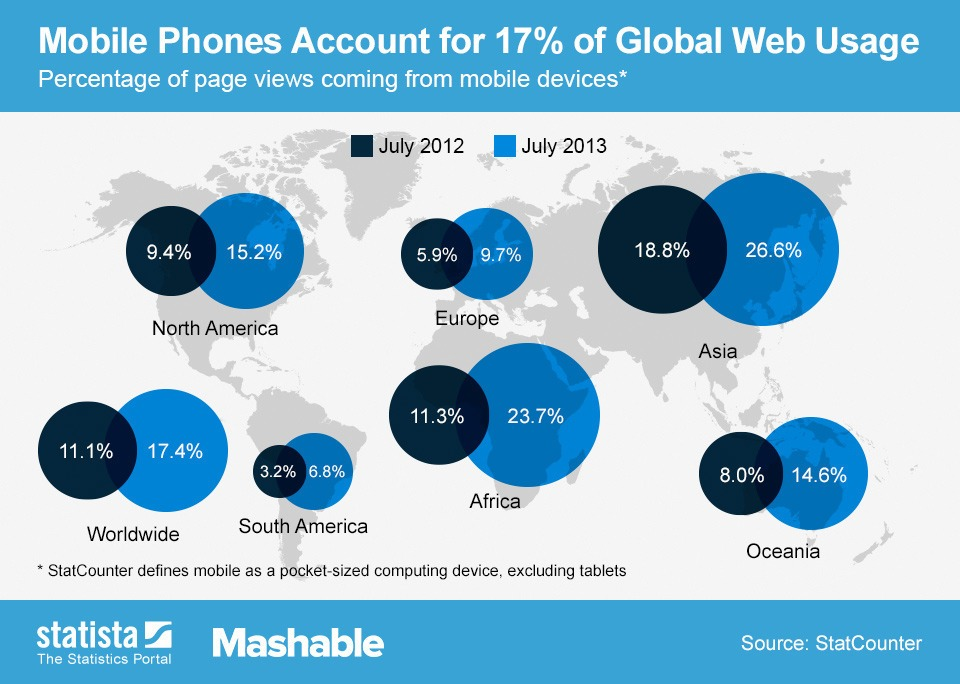 Mobile Phones Account for 17% of Global Web Usage
Percentage of page views coming from mobile devices*
July 2012
July 2013
9.4%
15.2%
North America
5.9%
9.7%
Europe
18.8%
26.6%
Asia
11.1%
17.4%
Worldwide
3.2%
6.8%
South America
11.3%
23.7%
Africa
8.0%
14.6%
Oceania
* StatCounter defines mobile as a pocket-sized computing device, excluding tablets
statista
The Statistics Portal
Mashable
Source: StatCounter